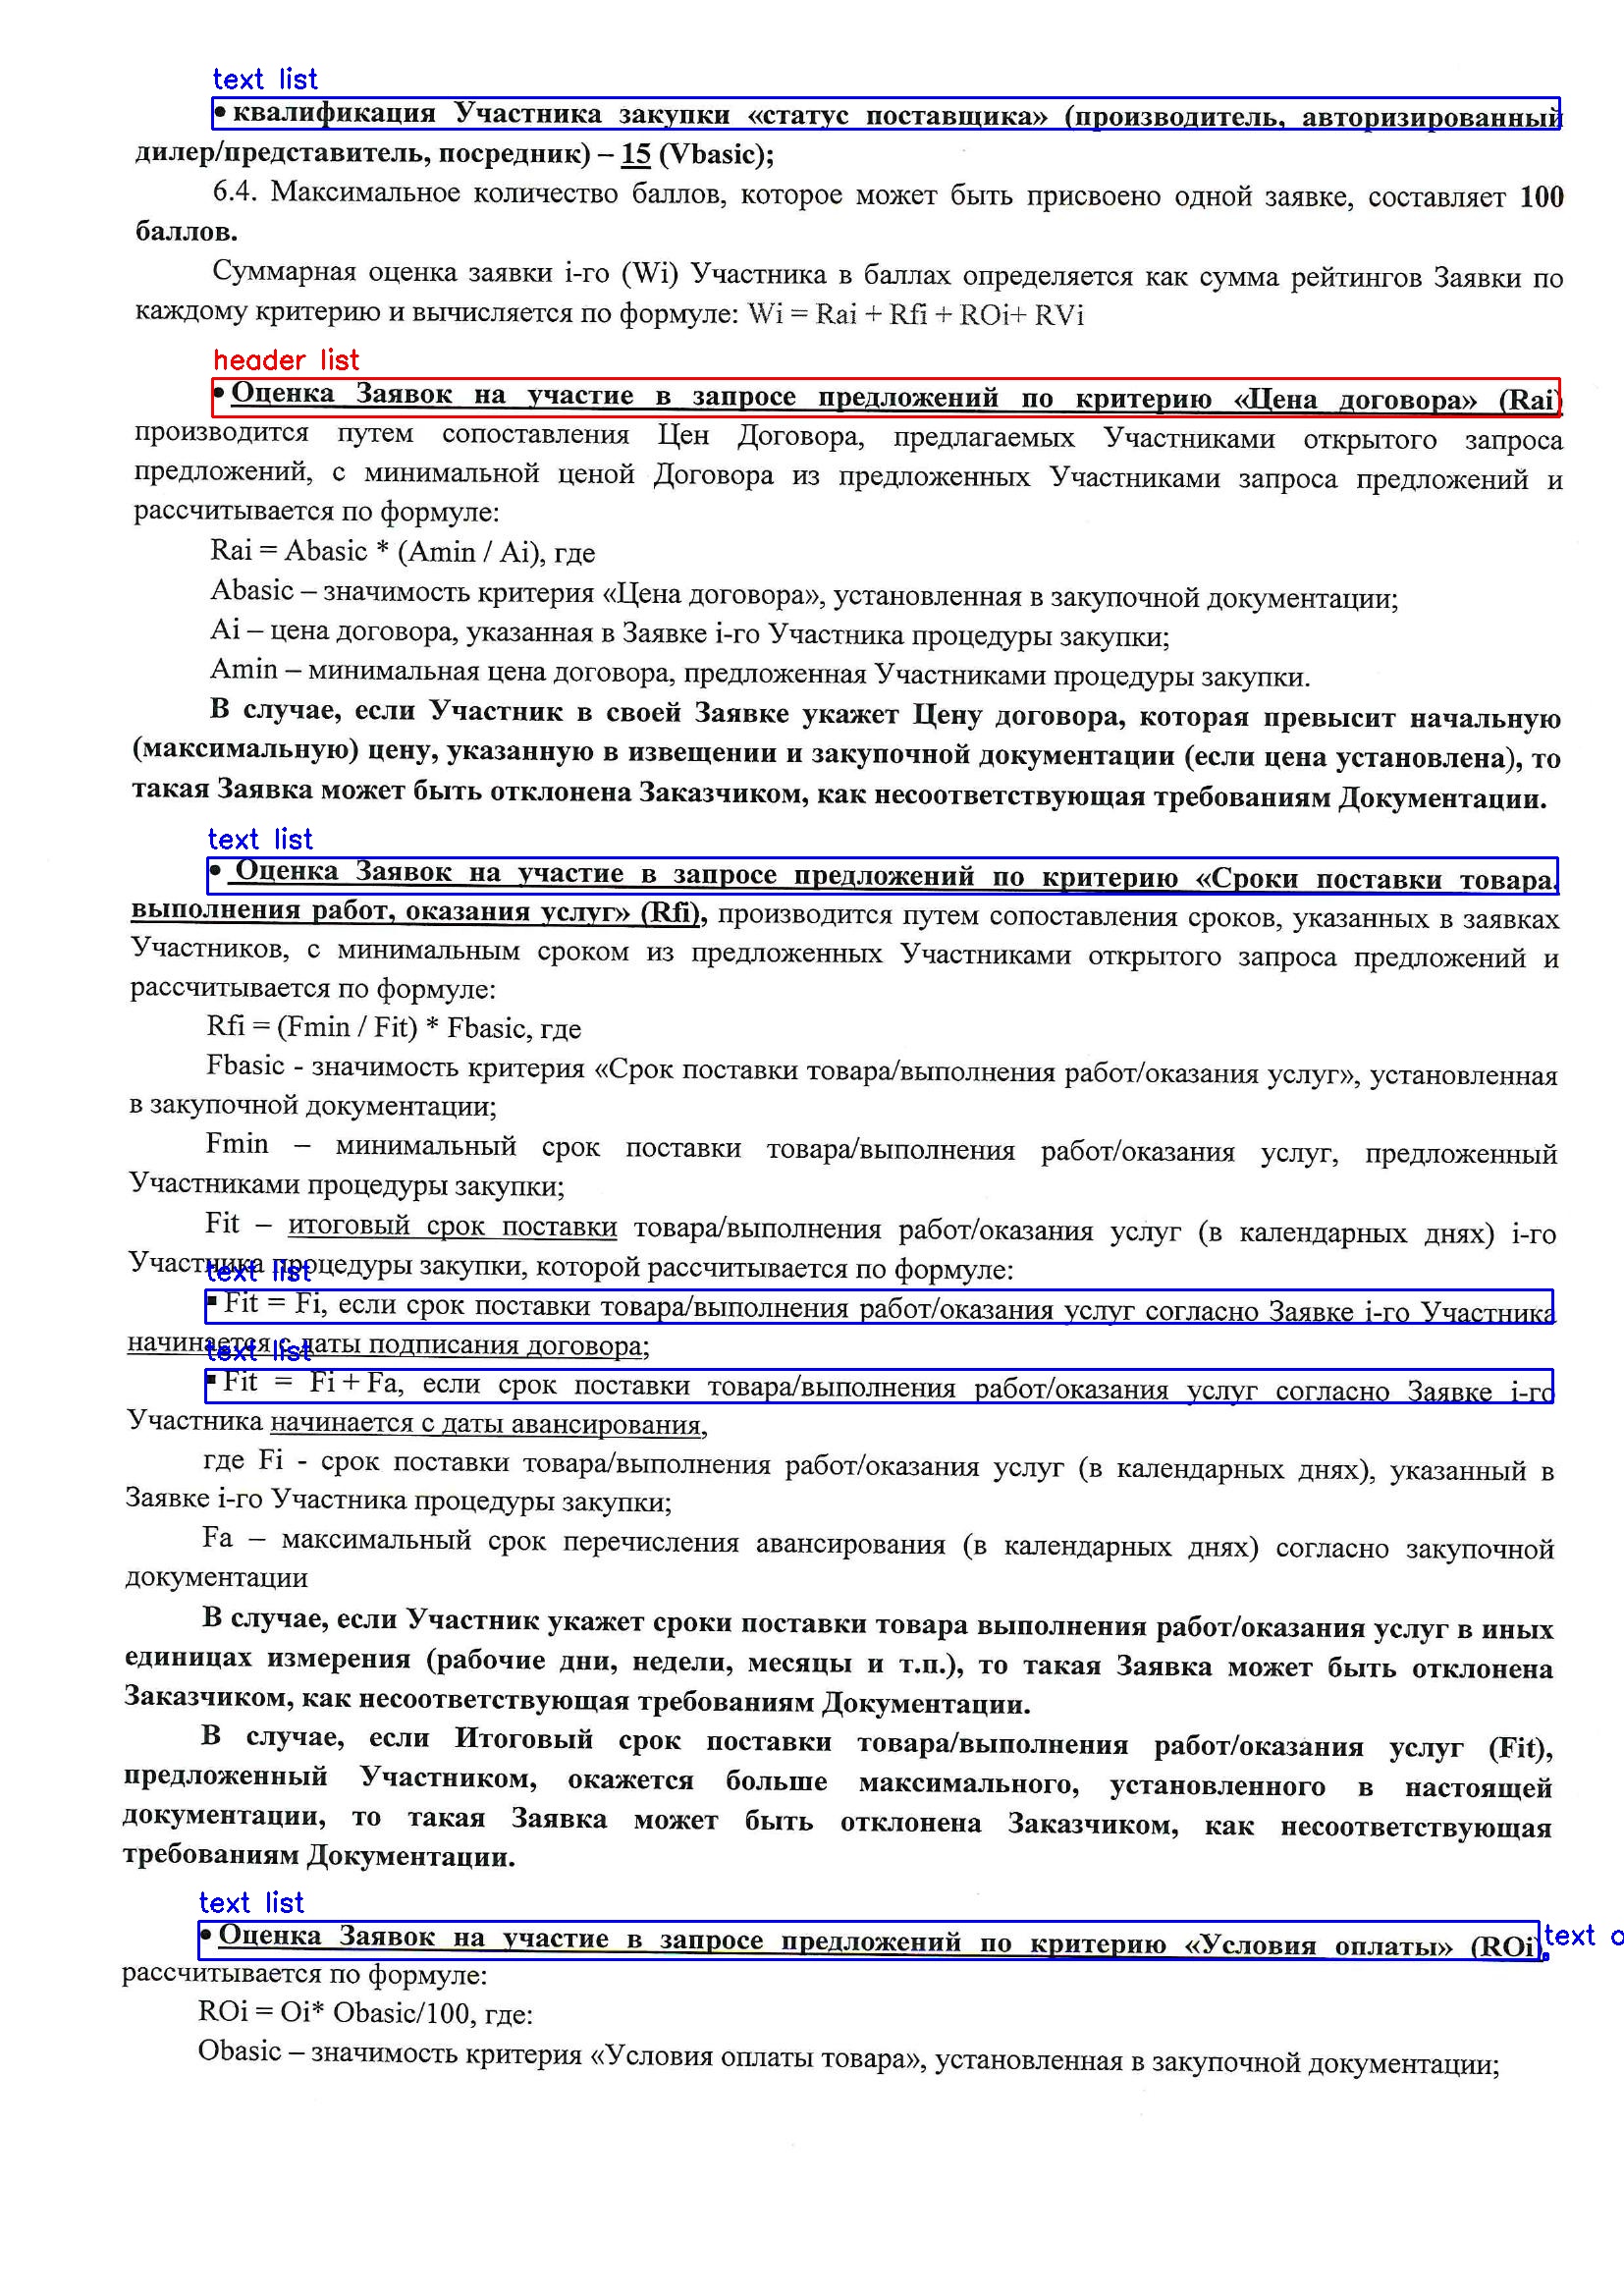 text list
• квалификация Участника закупки «статус поставщика» (производитель, авторизированный
дилер/представитель, посредник) – 15 (Vbasic);
6.4. Максимальное количество баллов, которое может быть присвоено одной заявке, составляет 100
баллов.
Суммарная оценка заявки i-го (Wi) Участника в баллах определяется как сумма рейтингов Заявки по
каждому критерию и вычисляется по формуле: Wi = Rai + Rfi + ROi+ RVi
header list
• Оценка Заявок на участие в запросе предложений по критерию «Цена договора» (Rai)
производится путем сопоставления Цен Договора, предлагаемых Участниками открытого запроса
предложений, с минимальной ценой Договора из предложенных Участниками запроса предложений и
рассчитывается по формуле:
Rai = Abasic * (Amin / Ai), где
Abasic – значимость критерия «Цена договора», установленная в закупочной документации;
Ai – цена договора, указанная в Заявке i-го Участника процедуры закупки;
Amin – минимальная цена договора, предложенная Участниками процедуры закупки.
В случае, если Участник в своей Заявке укажет Цену договора, которая превысит начальную
(максимальную) цену, указанную в извещении и закупочной документации (если цена установлена), то
такая Заявка может быть отклонена Заказчиком, как несоответствующая требованиям Документации.
text list
• Оценка Заявок на участие в запросе предложений по критерию «Сроки поставки товара,
выполнения работ, оказания услуг» (Rfi), производится путем сопоставления сроков, указанных в заявках
Участников, с минимальным сроком из предложенных Участниками открытого запроса предложений и
рассчитывается по формуле:
Rfi = (Fmin / Fit) * Fbasic, где
Fbasic - значимость критерия «Срок поставки товара/выполнения работ/оказания услуг», установленная
в закупочной документации;
Fmin – минимальный срок поставки товара/выполнения работ/оказания услуг, предложенный
Участниками процедуры закупки;
Fit – итоговый срок поставки товара/выполнения работ/оказания услуг (в календарных днях) i-го
Участника процедуры закупки, которой рассчитывается по формуле:
text list
▪ Fit = Fi, если срок поставки товара/выполнения работ/оказания услуг согласно Заявке i-го Участника
начинается с даты подписания договора;
text list
▪ Fit = Fi + Fa, если срок поставки товара/выполнения работ/оказания услуг согласно Заявке i-го
Участника начинается с даты авансирования,
где Fi - срок поставки товара/выполнения работ/оказания услуг (в календарных днях), указанный в
Заявке i-го Участника процедуры закупки;
Fa – максимальный срок перечисления авансирования (в календарных днях) согласно закупочной
документации
В случае, если Участник укажет сроки поставки товара выполнения работ/оказания услуг в иных
единицах измерения (рабочие дни, недели, месяцы и т.п.), то такая Заявка может быть отклонена
Заказчиком, как несоответствующая требованиям Документации.
В случае, если Итоговый срок поставки товара/выполнения работ/оказания услуг (Fit),
предложенный Участником, окажется больше максимального, установленного в настоящей
документации, то такая Заявка может быть отклонена Заказчиком, как несоответствующая
требованиям Документации.
text list
• Оценка Заявок на участие в запросе предложений по критерию «Условия оплаты» (ROi), text
рассчитывается по формуле:
ROi = Oi* Obasic/100, где:
Obasic – значимость критерия «Условия оплаты товара», установленная в закупочной документации;